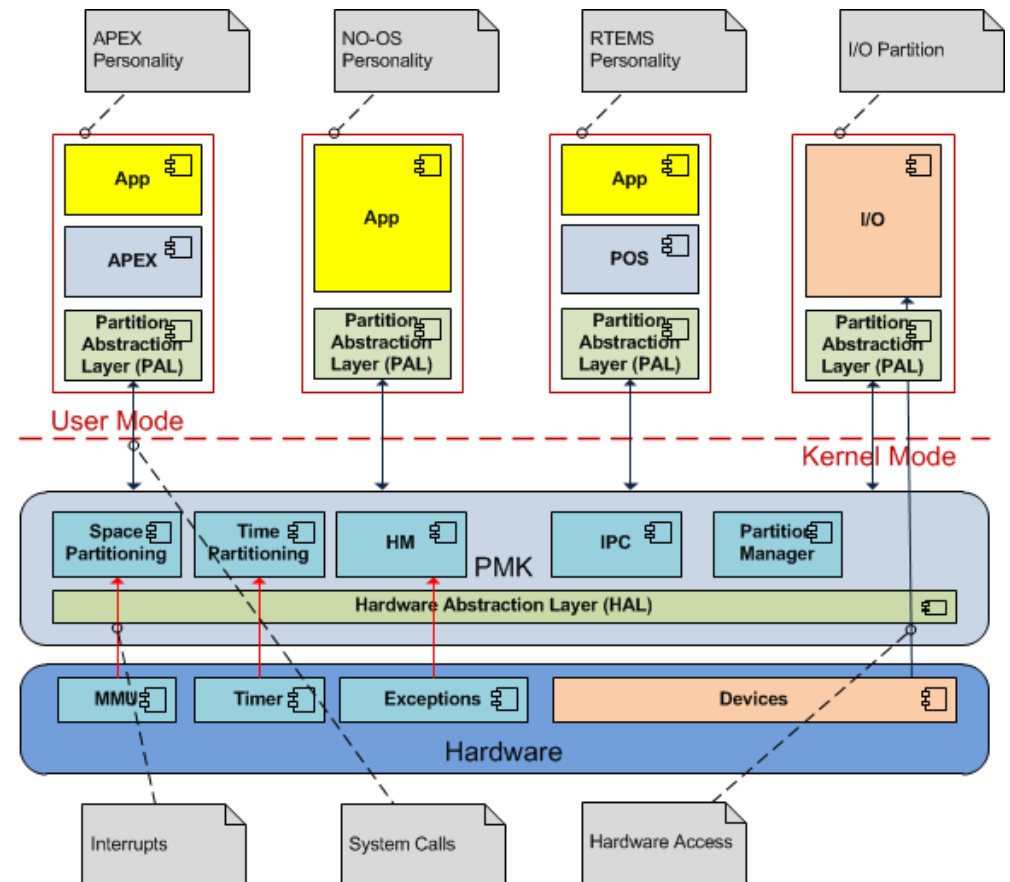 APEX
Personality
NO-OS
Personality
RTEMS
Personality
I/O Partition
App
App
App
I/O
APEX
POS
Partition
Abstraction
Layer (PAL)
Partition
Abstraction
Layer (PAL)
Partition
Abstraction
Layer (PAL)
Partition
Abstraction
Layer (PAL)
User Mode
Kernel Mode
Space
Partitioning
Time
Partitioning
HM
IPC
Partition
Manager
PMK
Hardware Abstraction Layer (HAL)
MMU
Timer
Exceptions
Devices
Hardware
Interrupts
System Calls
Hardware Access